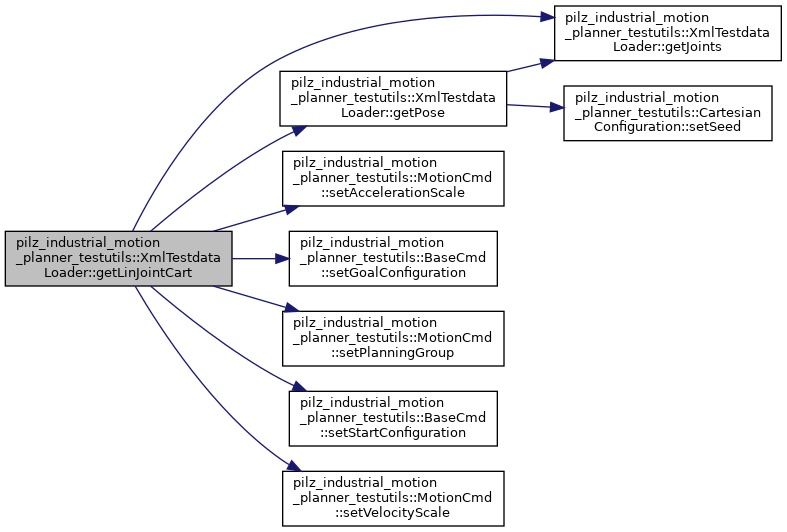 pilz_industrial_motion
_planner_testutils::XmlTestdata
Loader::getLinJointCart
pilz_industrial_motion
_planner_testutils::XmlTestdata
Loader::getJoints
pilz_industrial_motion
_planner_testutils::XmlTestdata
Loader::getPose
pilz_industrial_motion
_planner_testutils::Cartesian
Configuration::setSeed
pilz_industrial_motion
_planner_testutils::MotionCmd
::setAccelerationScale
pilz_industrial_motion
_planner_testutils::BaseCmd
::setGoalConfiguration
pilz_industrial_motion
_planner_testutils::MotionCmd
::setPlanningGroup
pilz_industrial_motion
_planner_testutils::BaseCmd
::setStartConfiguration
pilz_industrial_motion
_planner_testutils::MotionCmd
::setVelocityScale